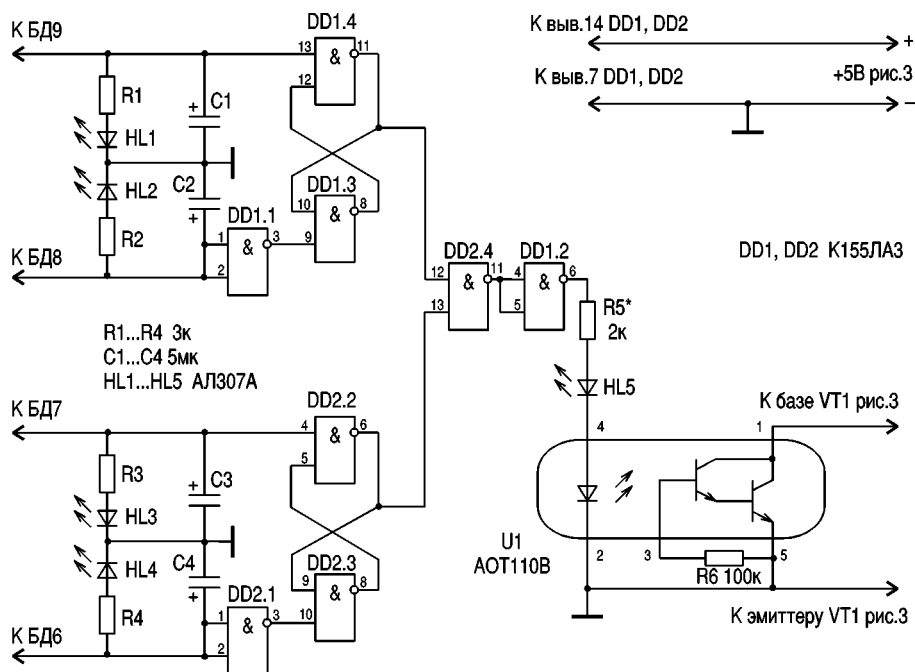 К БД9
DD1.4
13
&
11
12
R1
C1
+
HL1
HL2
C2
+
R2
DD1.3
10
&
8
9
DD1.1
1
&
3
2
К БД8
К выв.14 DD1, DD2
+
К выв.7 DD1, DD2
+5В рис.3
−
DD2.4
12
&
11
13
DD1.2
4
&
6
5
DD1, DD2 К155ЛА3
R5*
2к
HL5
R1...R4 3к
C1...C4 5мк
HL1...HL5 АЛ307А
К БД7
DD2.2
4
&
6
5
R3
C3
+
HL3
HL4
C4
+
R4
DD2.3
9
&
8
10
DD2.1
1
&
3
2
К БД6
К базе VT1 рис.3
4
1
U1
АОТ110В
2
3
5
R6 100к
К эмиттеру VT1 рис.3